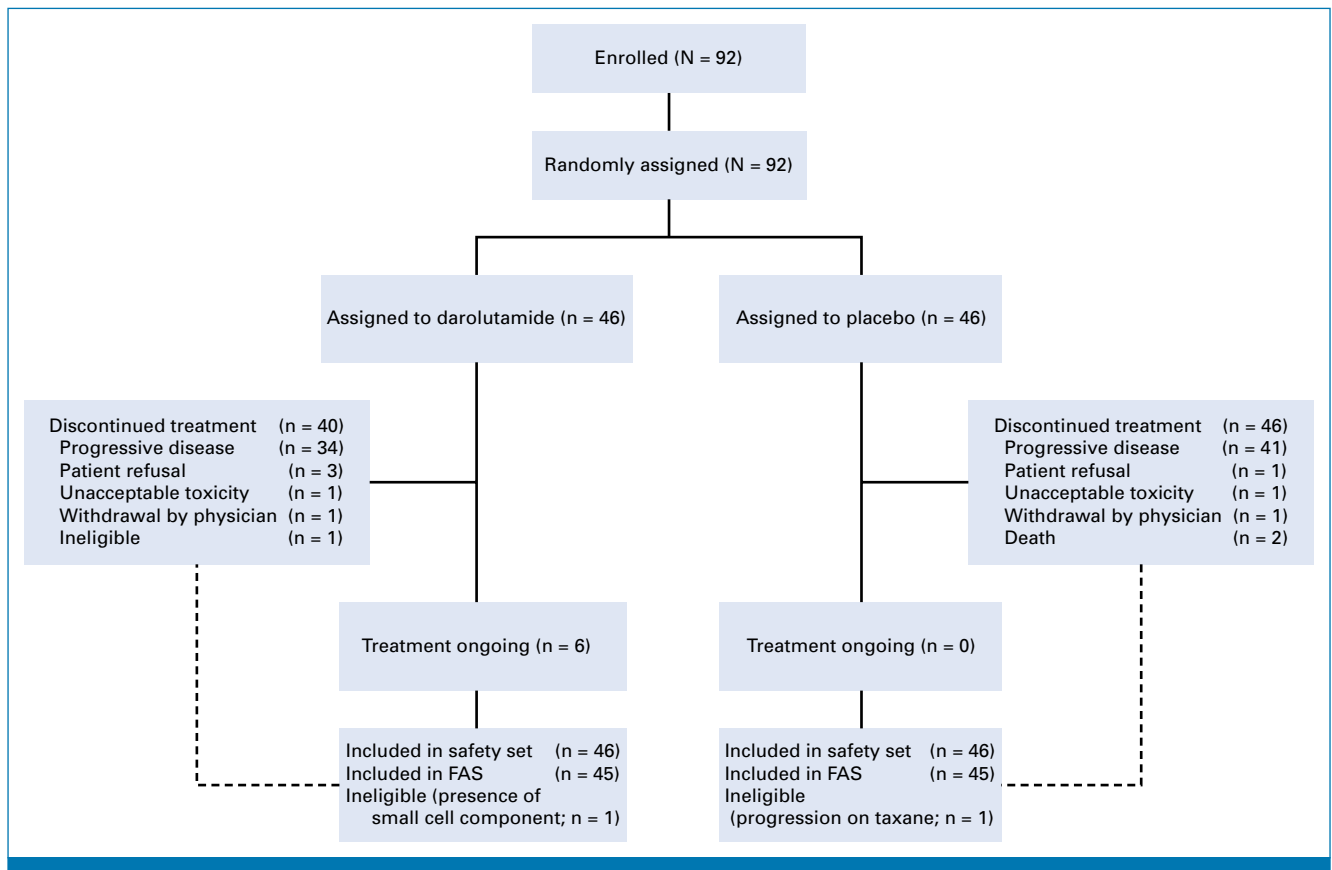 Enrolled (N = 92)
Randomly assigned (N = 92)
Assigned to darolutamide (n = 46)
Assigned to placebo (n = 46)
Discontinued treatment (n = 40)
Progressive disease (n = 34)
Patient refusal (n = 3)
Unacceptable toxicity (n = 1)
Withdrawal by physician (n = 1)
Ineligible (n = 1)
Discontinued treatment (n = 46)
Progressive disease (n = 41)
Patient refusal (n = 1)
Unacceptable toxicity (n = 1)
Withdrawal by physician (n = 1)
Death (n = 2)
Treatment ongoing (n = 6)
Treatment ongoing (n = 0)
Included in safety set (n = 46)
Included in FAS (n = 45)
Ineligible (presence of
small cell component; n = 1)
Included in safety set (n = 46)
Included in FAS (n = 45)
Ineligible
(progression on taxane; n = 1)